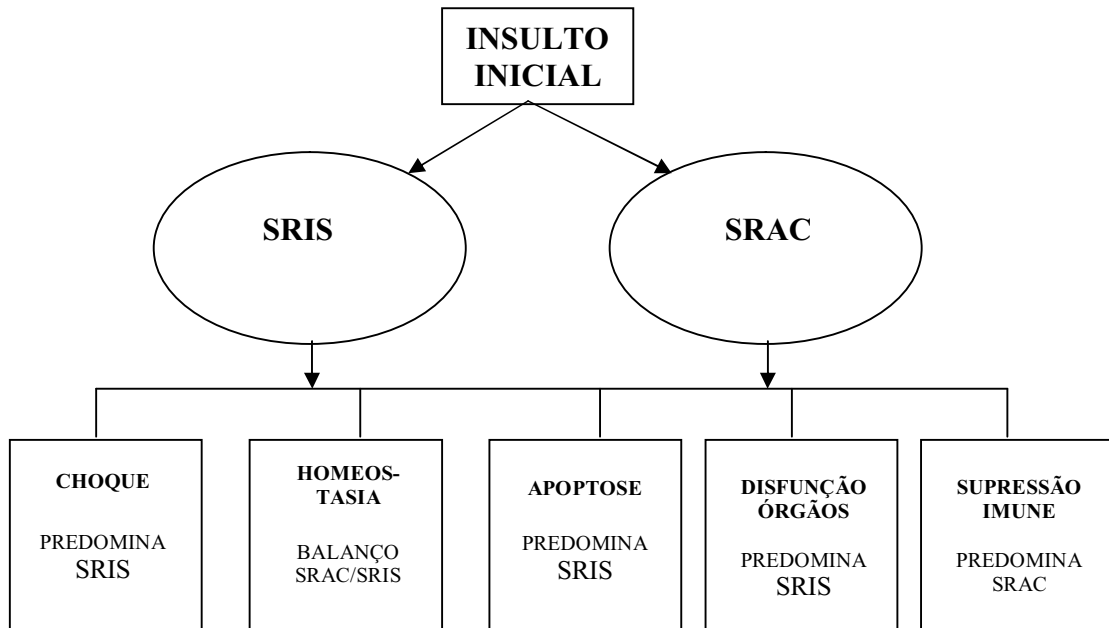 INSULTO
INICIAL
SRIS
SRAC
CHOQUE
PREDOMINA
SRIS
HOMEOS-
TASIA
BALANÇO
SRAC/SRIS
APOPTOSE
PREDOMINA
SRIS
DISFUNÇÃO
ÓRGÃOS
PREDOMINA
SRIS
SUPRESSÃO
IMUNE
PREDOMINA
SRAC